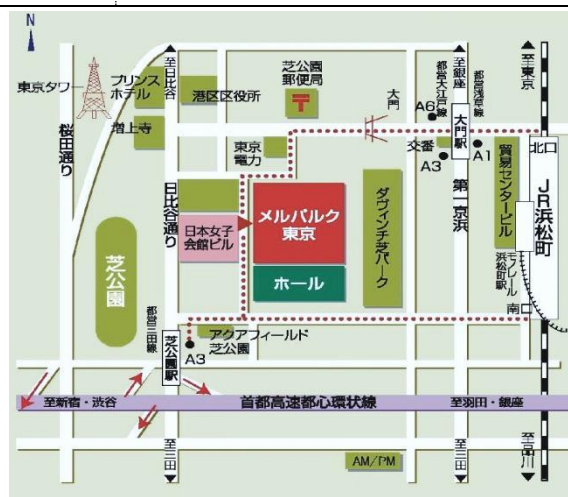 N
東京タワー
プリンス
ホテル
増上寺
桜田通り
至日比谷
港区区役所
芝公園
郵便局
〒
大門
都営大江戸線
至銀座
都営浅草線
至東京
A6
大門駅
交番
A3
A1
北口
東京
電力
日比谷通り
日本女子
会館ビル
メルパルク
東京
ホール
ダヴィンチ芝パーク
第一京浜
貿易センタービル
JR浜松町
モノレール
浜松町駅
南口
芝公園
都営三田線
芝公園駅
A3
アクアフィールド
芝公園
至新宿・渋谷
首都高速都心環状線
至羽田・銀座
至三田
至三田
至品川
AM/PM